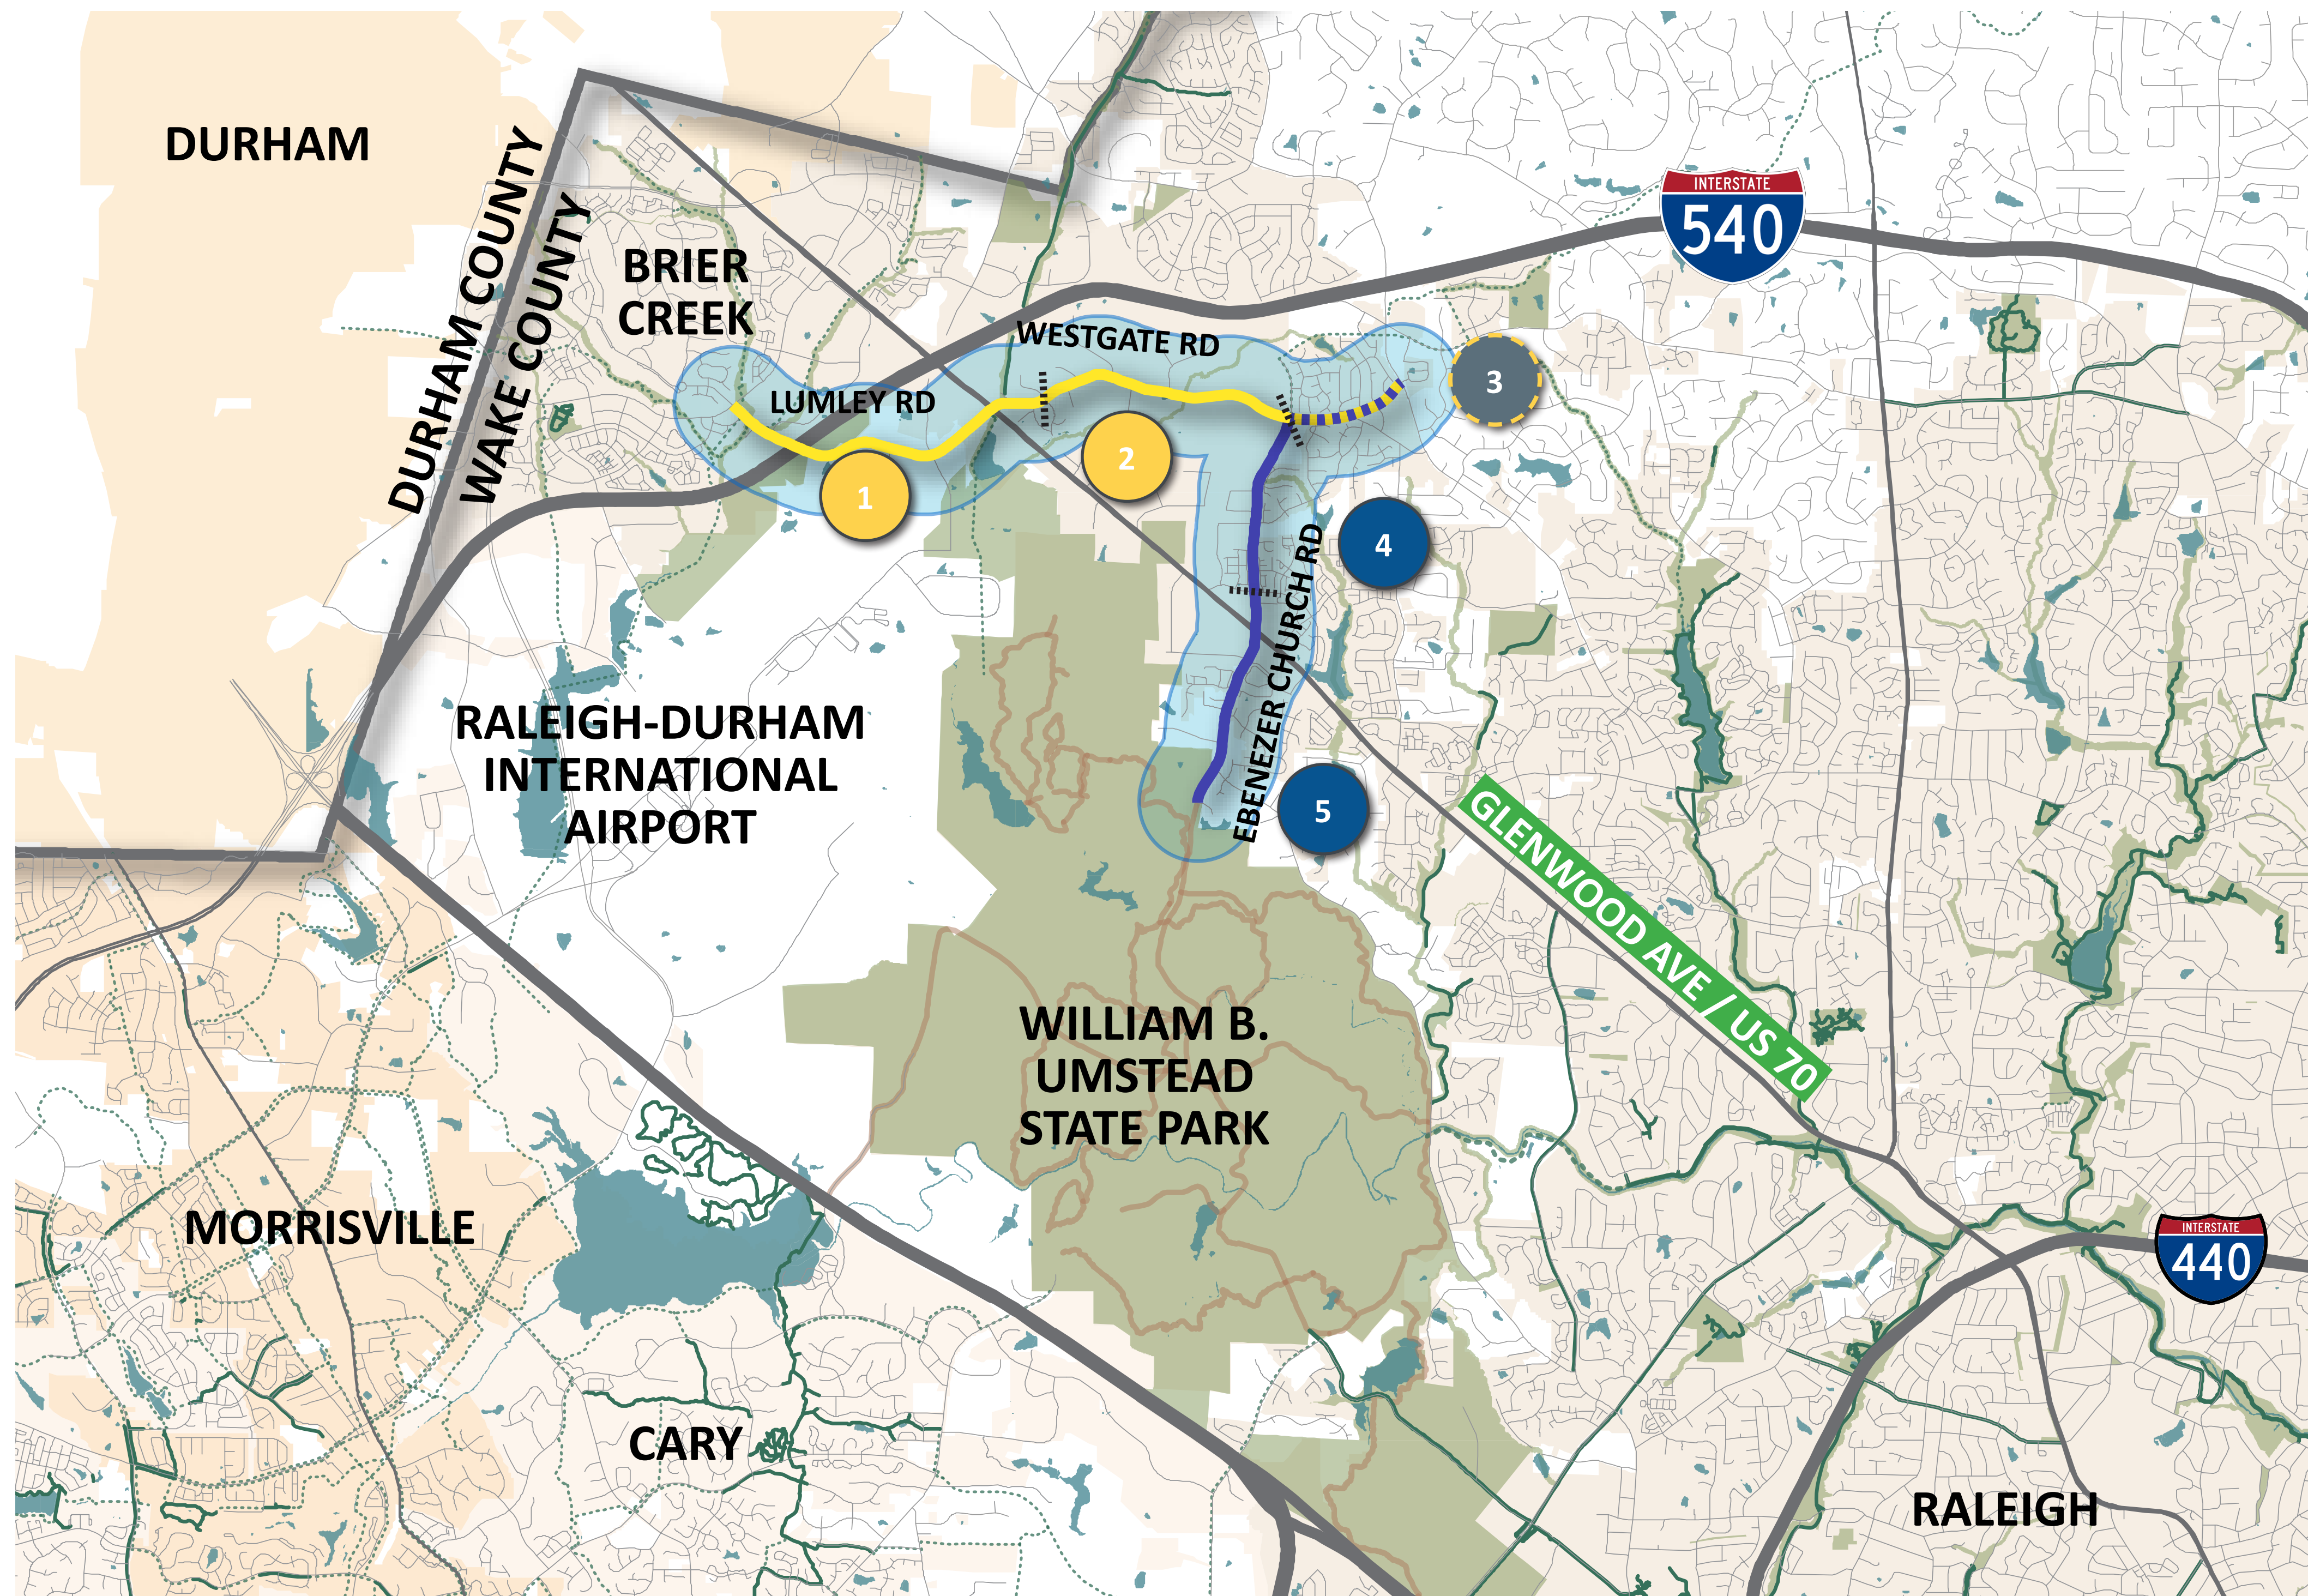 DURHAM
DURHAM COUNTY
WAKE COUNTY
BRIER
CREEK
INTERSTATE
540
WESTGATE RD
LUMLEY RD
3
2
1
4
EBENEZER CHURCH RD
RALEIGH-DURHAM
INTERNATIONAL
AIRPORT
5
GLENWOOD AVE / US 70
WILLIAM B.
UMSTEAD
STATE PARK
MORRISVILLE
INTERSTATE
440
CARY
RALEIGH